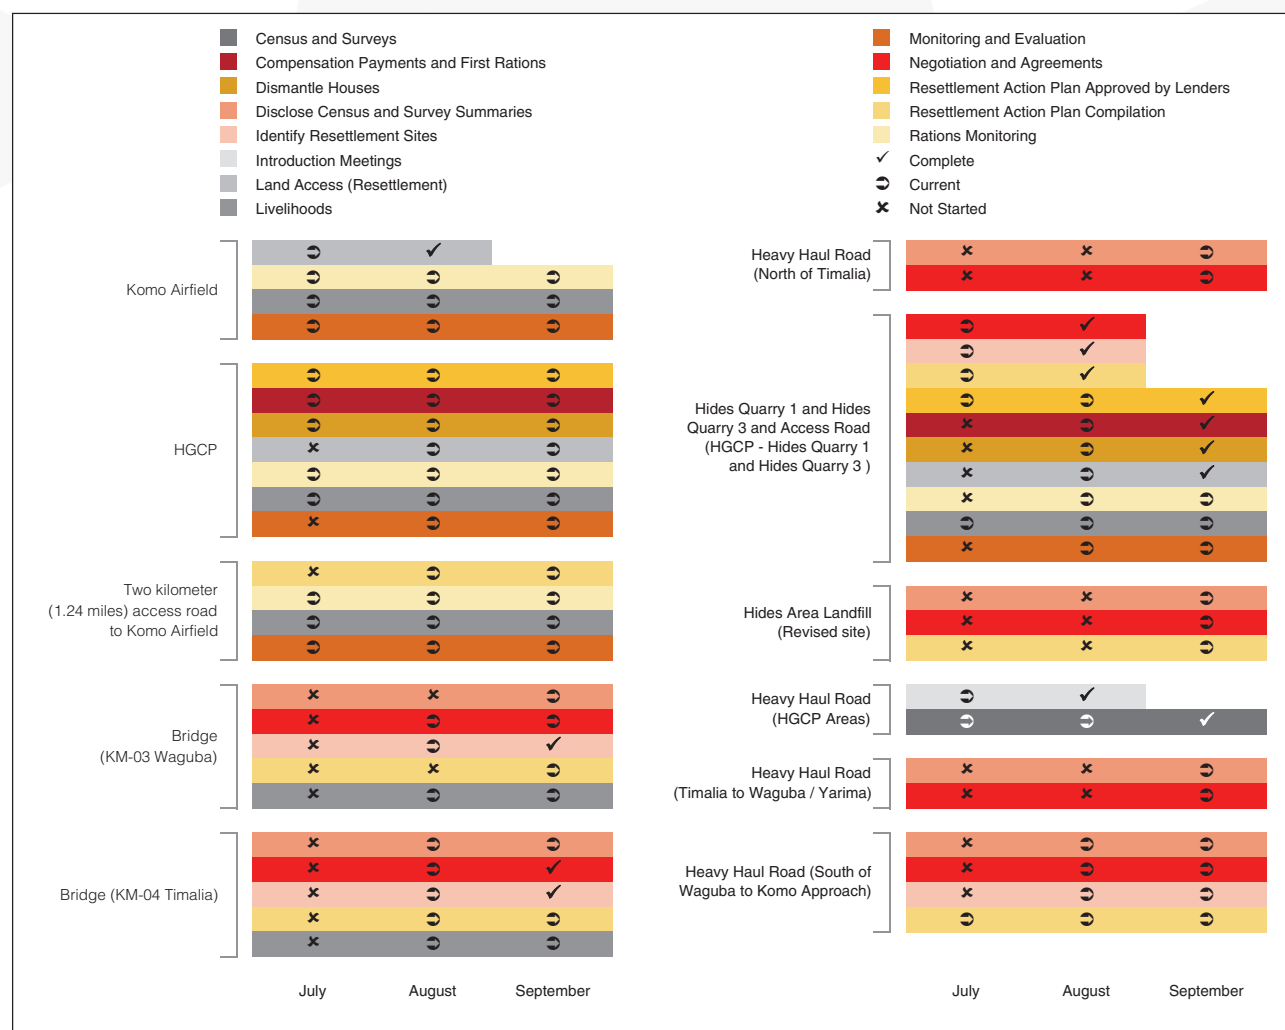 Census and Surveys
Compensation Payments and First Rations
Dismantle Houses
Disclose Census and Survey Summaries
Identify Resettlement Sites
Introduction Meetings
Land Access (Resettlement)
Livelihoods
Monitoring and Evaluation
Negotiation and Agreements
Resettlement Action Plan Approved by Lenders
Resettlement Action Plan Compilation
Rations Monitoring
Complete
Current
Not Started
Komo Airfield
HGCP
Two kilometer
(1.24 miles) access road
to Komo Airfield
Bridge
(KM-03 Waguba)
Bridge (KM-04 Timalia)
July August September
Heavy Haul Road
(North of Timalia)
Hides Quarry 1 and Hides
Quarry 3 and Access Road
(HGCP - Hides Quarry 1
and Hides Quarry 3 )
Hides Area Landfill
(Revised site)
Heavy Haul Road
(HGCP Areas)
Heavy Haul Road
(Timalia to Waguba / Yarima)
Heavy Haul Road (South of
Waguba to Komo Approach)
July August September